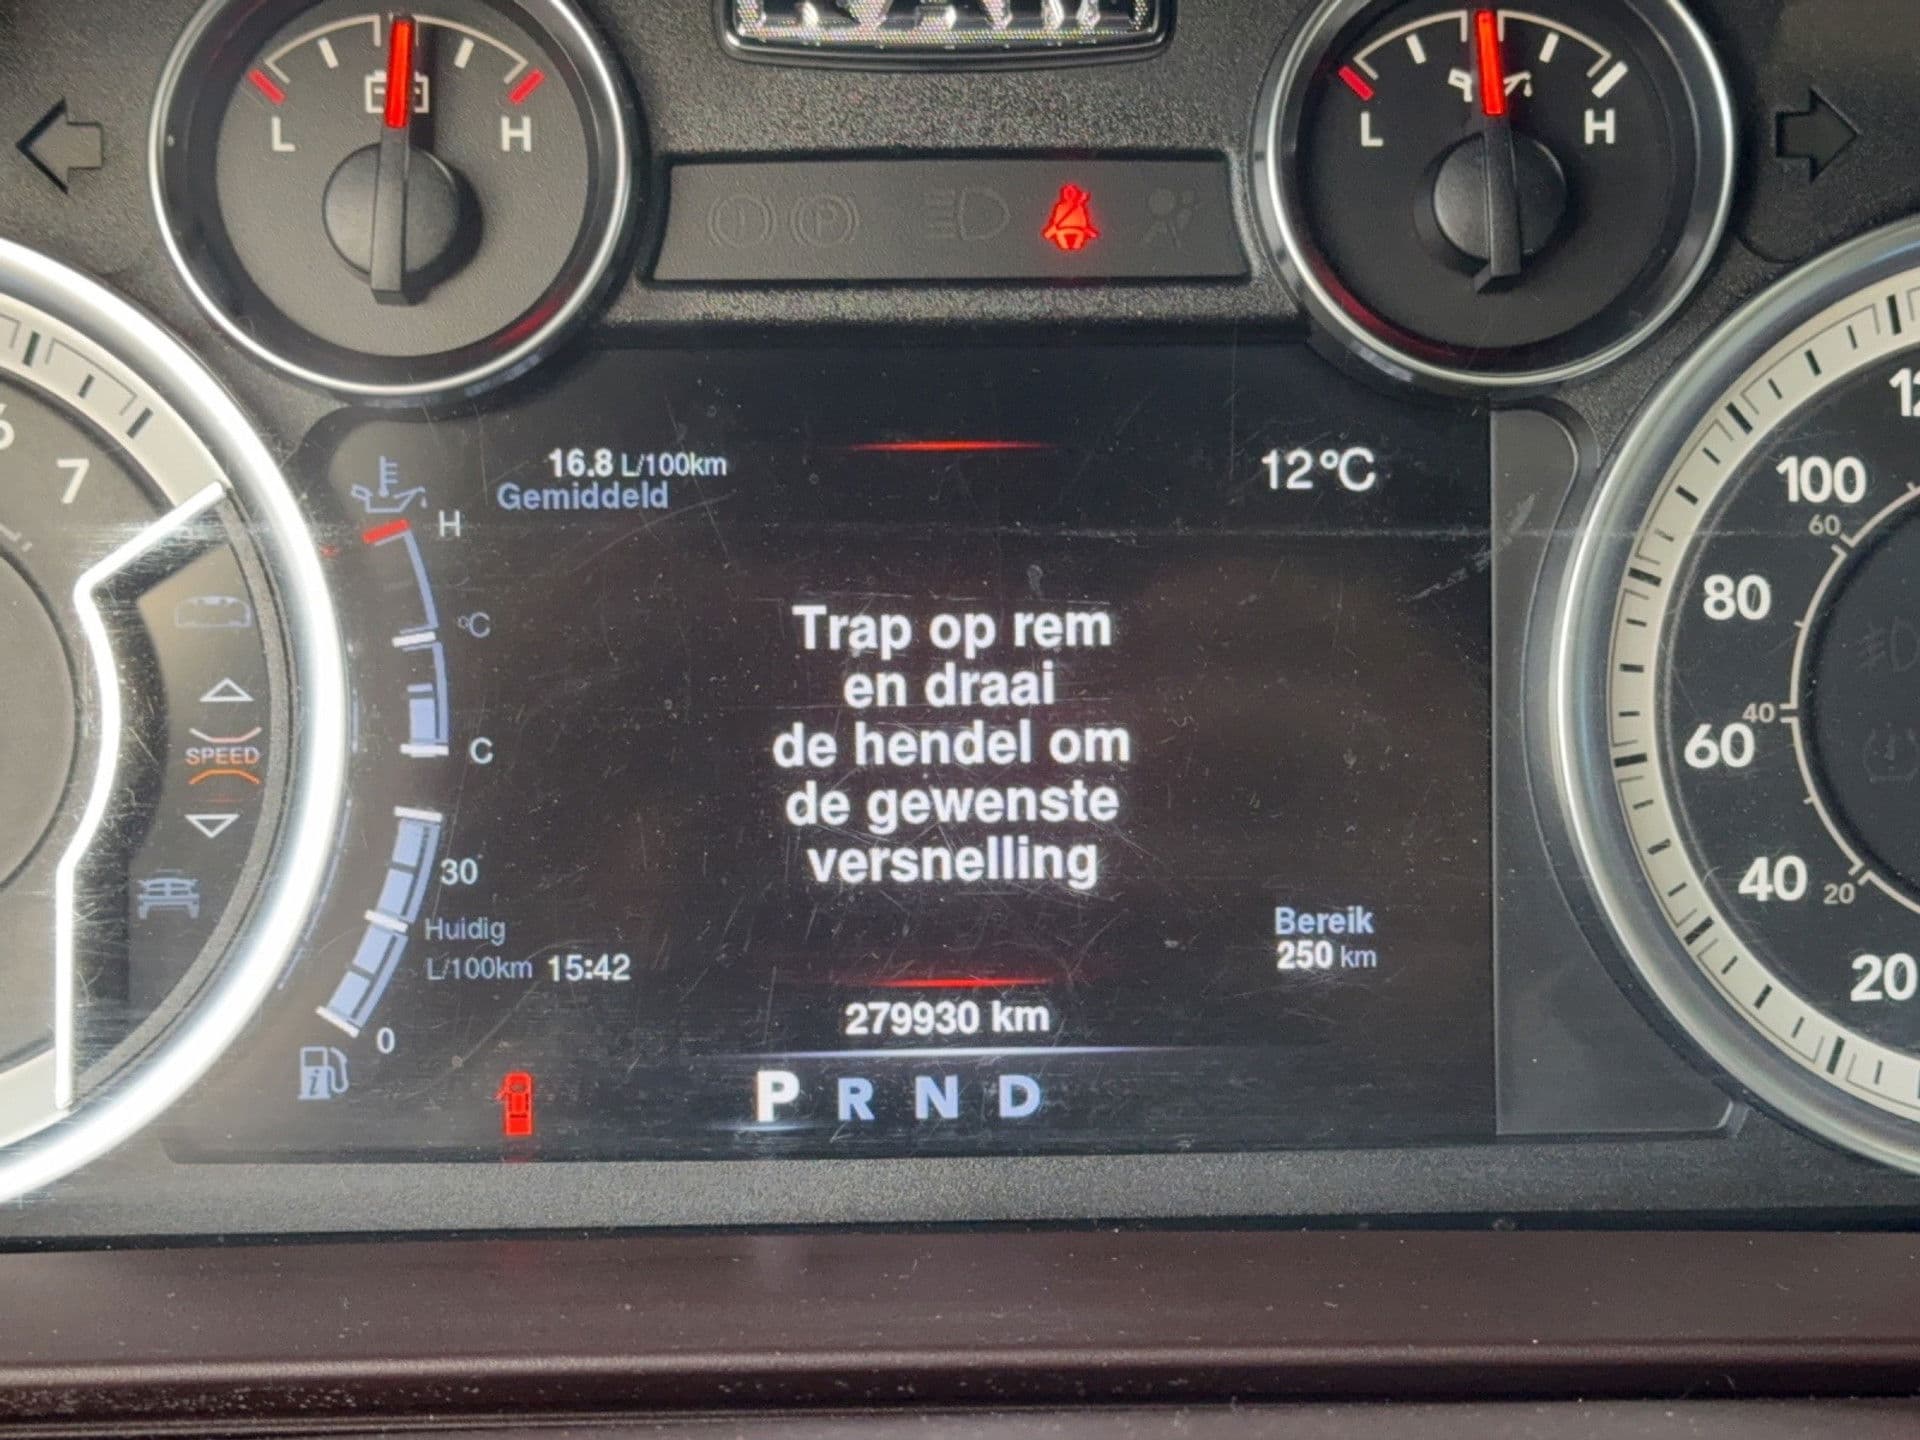 L H
L H
6
7
16.8 L/100km
Gemiddeld
12°C
H
°C
C
SPEED
Trap op rem
en draai
de hendel om
de gewenste
versnelling
30
Huidig
L/100km 15:42
0
Bereik
250 km
279930 km
P R N D
100
80
60
40
20
60
40
20